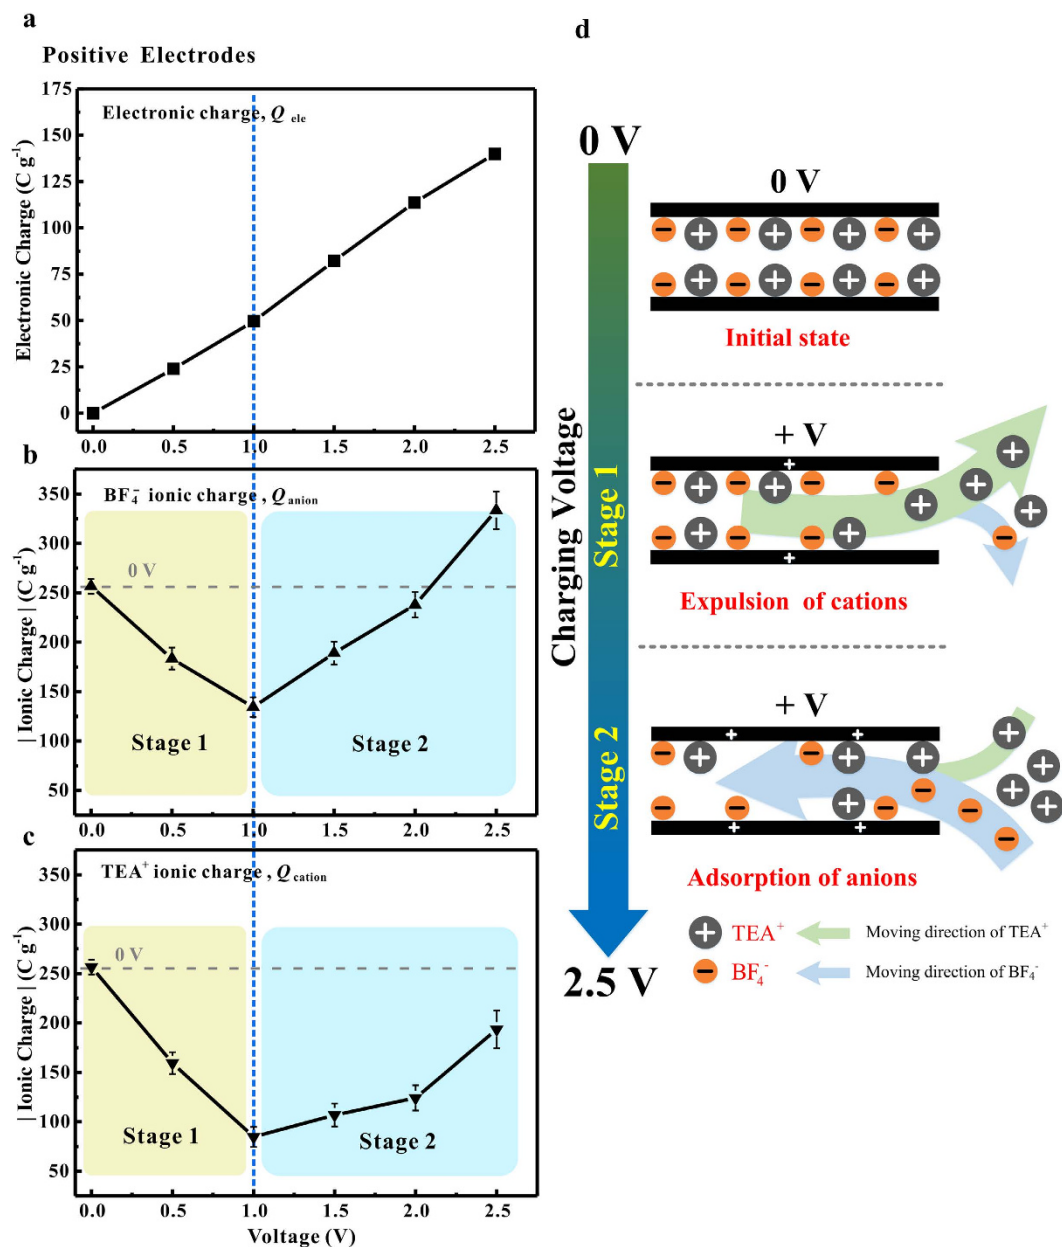 a
Positive Electrodes
Electronic charge, Q ele
Electronic Charge (C g⁻¹)
175
150
125
100
75
50
25
0
0.0 0.5 1.0 1.5 2.0 2.5
b
BF₄⁻ ionic charge , Q anion
| Ionic Charge | (C g⁻¹)
350
300
250
200
150
100
50
0 V
Stage 1
Stage 2
0.0 0.5 1.0 1.5 2.0 2.5
c
TEA⁺ ionic charge , Q cation
| Ionic Charge | (C g⁻¹)
350
300
250
200
150
100
50
0 V
Stage 1
Stage 2
0.0 0.5 1.0 1.5 2.0 2.5
Voltage (V)
d
0 V
Charging Voltage
Stage 1
Stage 2
2.5 V
0 V
Initial state
+ V
Expulsion of cations
+ V
Adsorption of anions
TEA⁺
Moving direction of TEA⁺
BF₄⁻
Moving direction of BF₄⁻